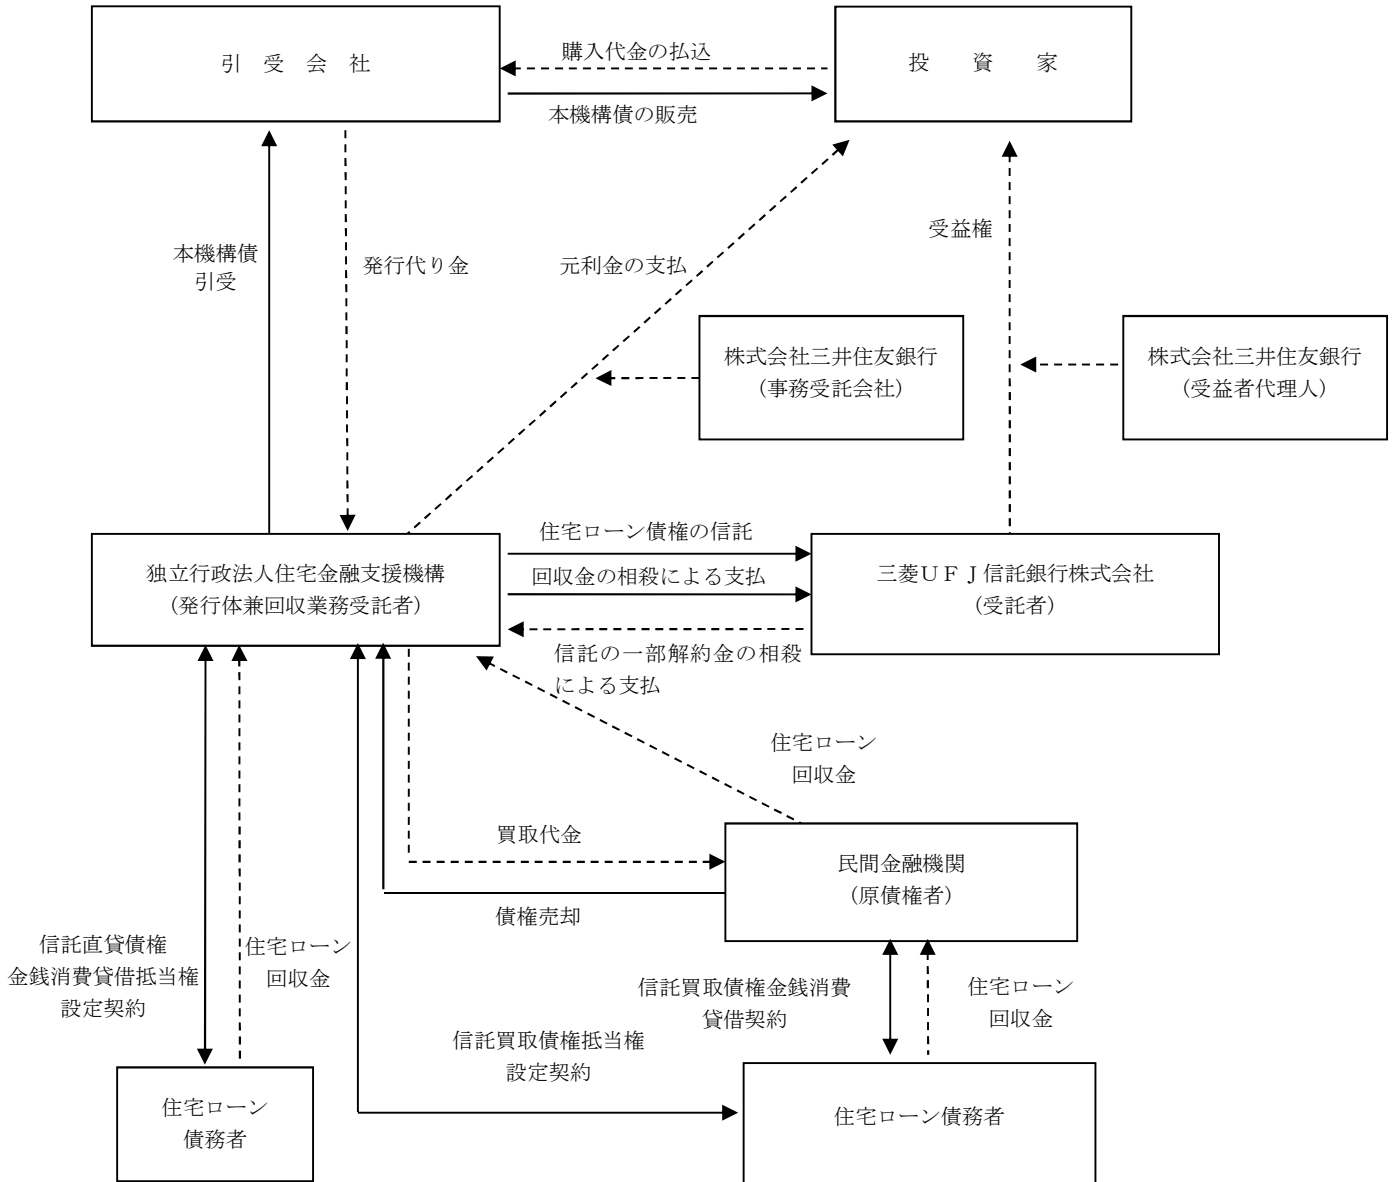 引　受　会　社
購入代金の払込
投　　資　　家
本機構債の販売
本機構債
引受
発行代り金
元利金の支払
受益権
株式会社三井住友銀行
（事務受託会社）
株式会社三井住友銀行
（受益者代理人）
住宅ローン債権の信託
独立行政法人住宅金融支援機構
（発行体兼回収業務受託者）
回収金の相殺による支払
三菱ＵＦＪ信託銀行株式会社
（受託者）
信託の一部解約金の相殺
による支払
住宅ローン
回収金
買取代金
民間金融機関
（原債権者）
債権売却
信託直貸債権
金銭消費貸借抵当権
設定契約
住宅ローン
回収金
信託買取債権金銭消費
貸借契約
住宅ローン
回収金
信託買取債権抵当権
設定契約
住宅ローン
債務者
住宅ローン債務者